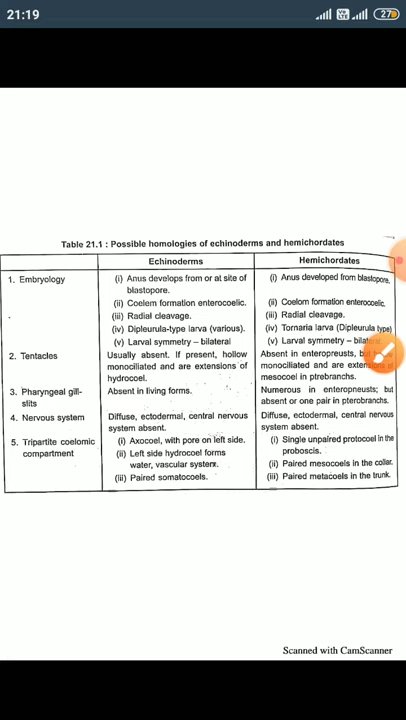 21:19
Vo LTE
27
Table 21.1 : Possible homologies of echinoderms and hemichordates
Echinoderms
Hemichordates
1. Embryology
(i) Anus develops from or at site of
blastopore.
(ii) Coelem formation enterocoelic.
(iii) Radial cleavage.
(iv) Dipleurula-type larva (various).
(v) Larval symmetry – bilateral
(i) Anus developed from blastopore.
(ii) Coelom formation enterocoelic.
(iii) Radial cleavage.
(iv) Tornaria larva (Dipleurula type)
(v) Larval symmetry –
2. Tentacles
Usually absent. If present, hollow
monociliated and are extensions of
hydrocoel.
Absent in enteropreusts,
monociliated and are
mesocoel in ptrebranchs.
3. Pharyngeal gill-
slits
Absent in living forms.
Numerous in enteropneusts; but
absent or one pair in pterobranchs.
4. Nervous system
Diffuse, ectodermal, central nervous
system absent.
Diffuse, ectodermal, central nervous
system absent.
5. Tripartite coelomic
compartment
(i) Axocoel, with pore on left side.
(ii) Left side hydrocoel forms
water, vascular system.
(iii) Paired somatocoels.
(i) Single unpaired protocoel in the
proboscis.
(ii) Paired mesocoels in the collar.
(iii) Paired metacoels in the trunk.
Scanned with CamScanner